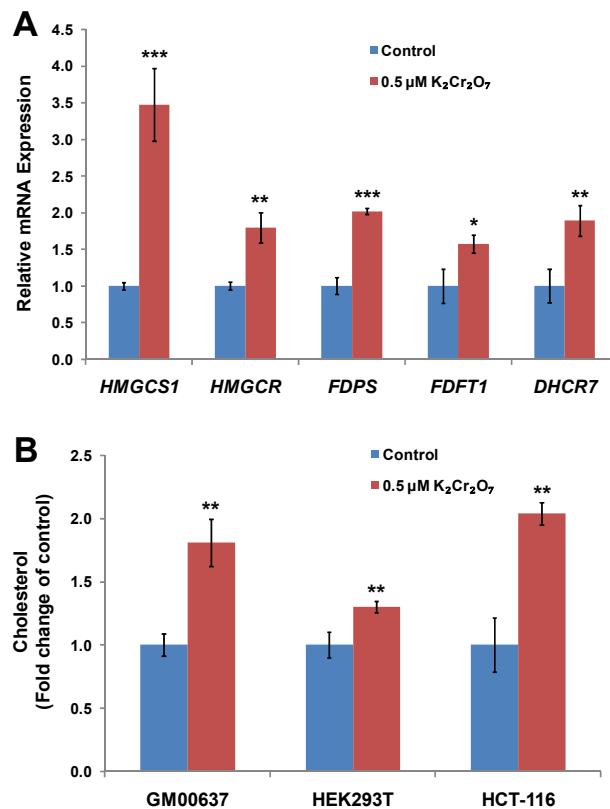 A
Control
0.5 µM K₂Cr₂O₇
Relative mRNA Expression
4.5
4.0
3.5
3.0
2.5
2.0
1.5
1.0
0.5
0.0
***
**
***
*
**
HMGCS1 HMGCR FDPS FDFT1 DHCR7
B
Control
0.5 µM K₂Cr₂O₇
Cholesterol
(Fold change of control)
2.5
2.0
1.5
1.0
0.5
0.0
**
**
**
GM00637 HEK293T HCT-116